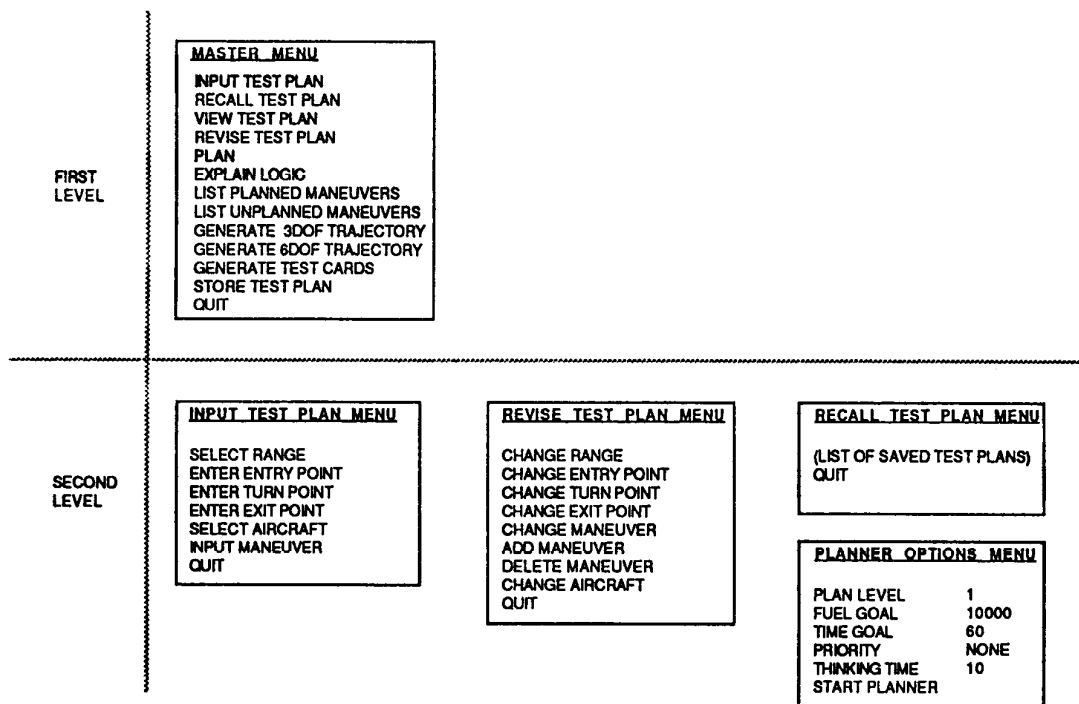 FIRST
LEVEL
MASTER MENU
INPUT TEST PLAN
RECALL TEST PLAN
VIEW TEST PLAN
REVISE TEST PLAN
PLAN
EXPLAIN LOGIC
LIST PLANNED MANEUVERS
LIST UNPLANNED MANEUVERS
GENERATE 3DOF TRAJECTORY
GENERATE 6DOF TRAJECTORY
GENERATE TEST CARDS
STORE TEST PLAN
QUIT
SECOND
LEVEL
INPUT TEST PLAN MENU
SELECT RANGE
ENTER ENTRY POINT
ENTER TURN POINT
ENTER EXIT POINT
SELECT AIRCRAFT
INPUT MANEUVER
QUIT
REVISE TEST PLAN MENU
CHANGE RANGE
CHANGE ENTRY POINT
CHANGE TURN POINT
CHANGE EXIT POINT
CHANGE MANEUVER
ADD MANEUVER
DELETE MANEUVER
CHANGE AIRCRAFT
QUIT
RECALL TEST PLAN MENU
(LIST OF SAVED TEST PLANS)
QUIT
PLANNER OPTIONS MENU
PLAN LEVEL 1
FUEL GOAL 10000
TIME GOAL 60
PRIORITY NONE
THINKING TIME 10
START PLANNER